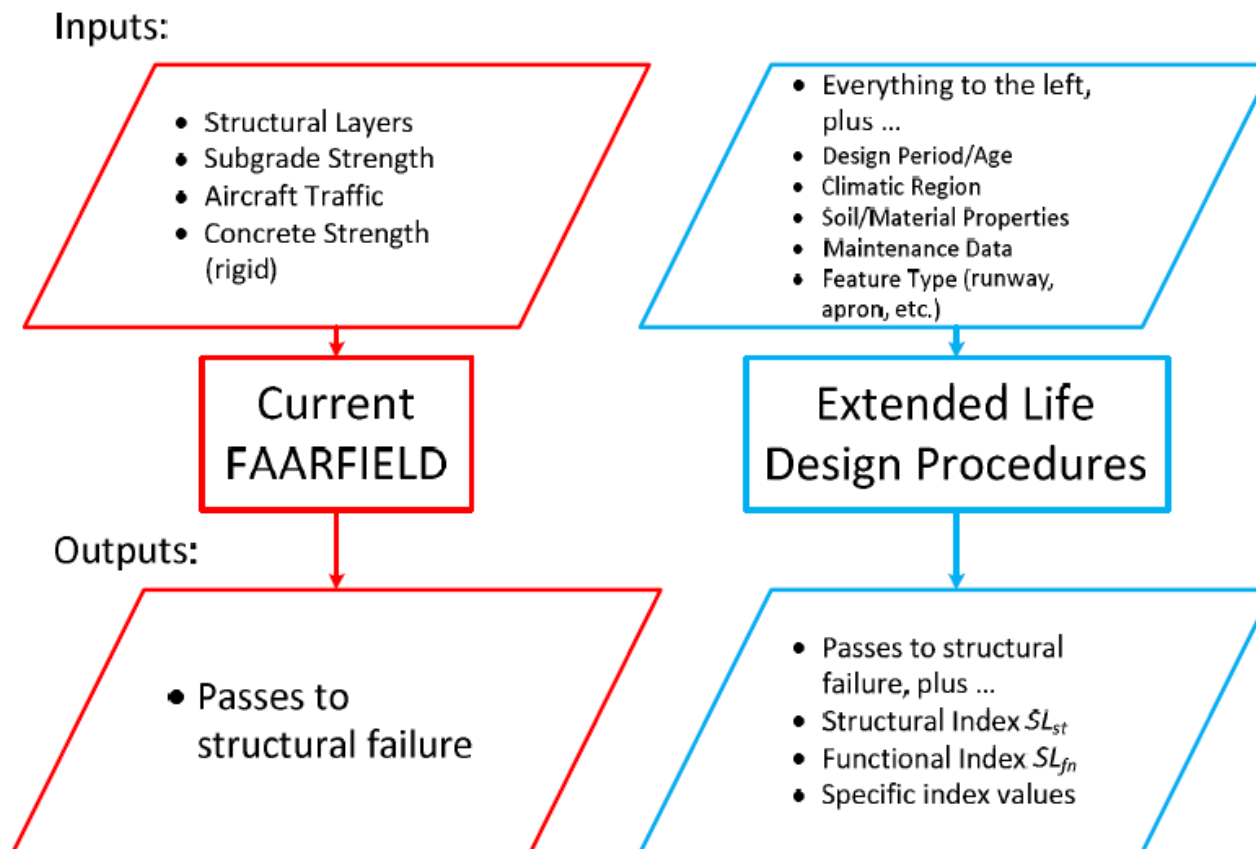 Inputs:
• Structural Layers
• Subgrade Strength
• Aircraft Traffic
• Concrete Strength
(rigid)
• Everything to the left,
plus ...
• Design Period/Age
• Climatic Region
• Soil/Material Properties
• Maintenance Data
• Feature Type (runway,
apron, etc.)
Current
FAARFIELD
Extended Life
Design Procedures
Outputs:
• Passes to
structural failure
• Passes to structural
failure, plus ...
• Structural Index SLst
• Functional Index SLfn
• Specific index values